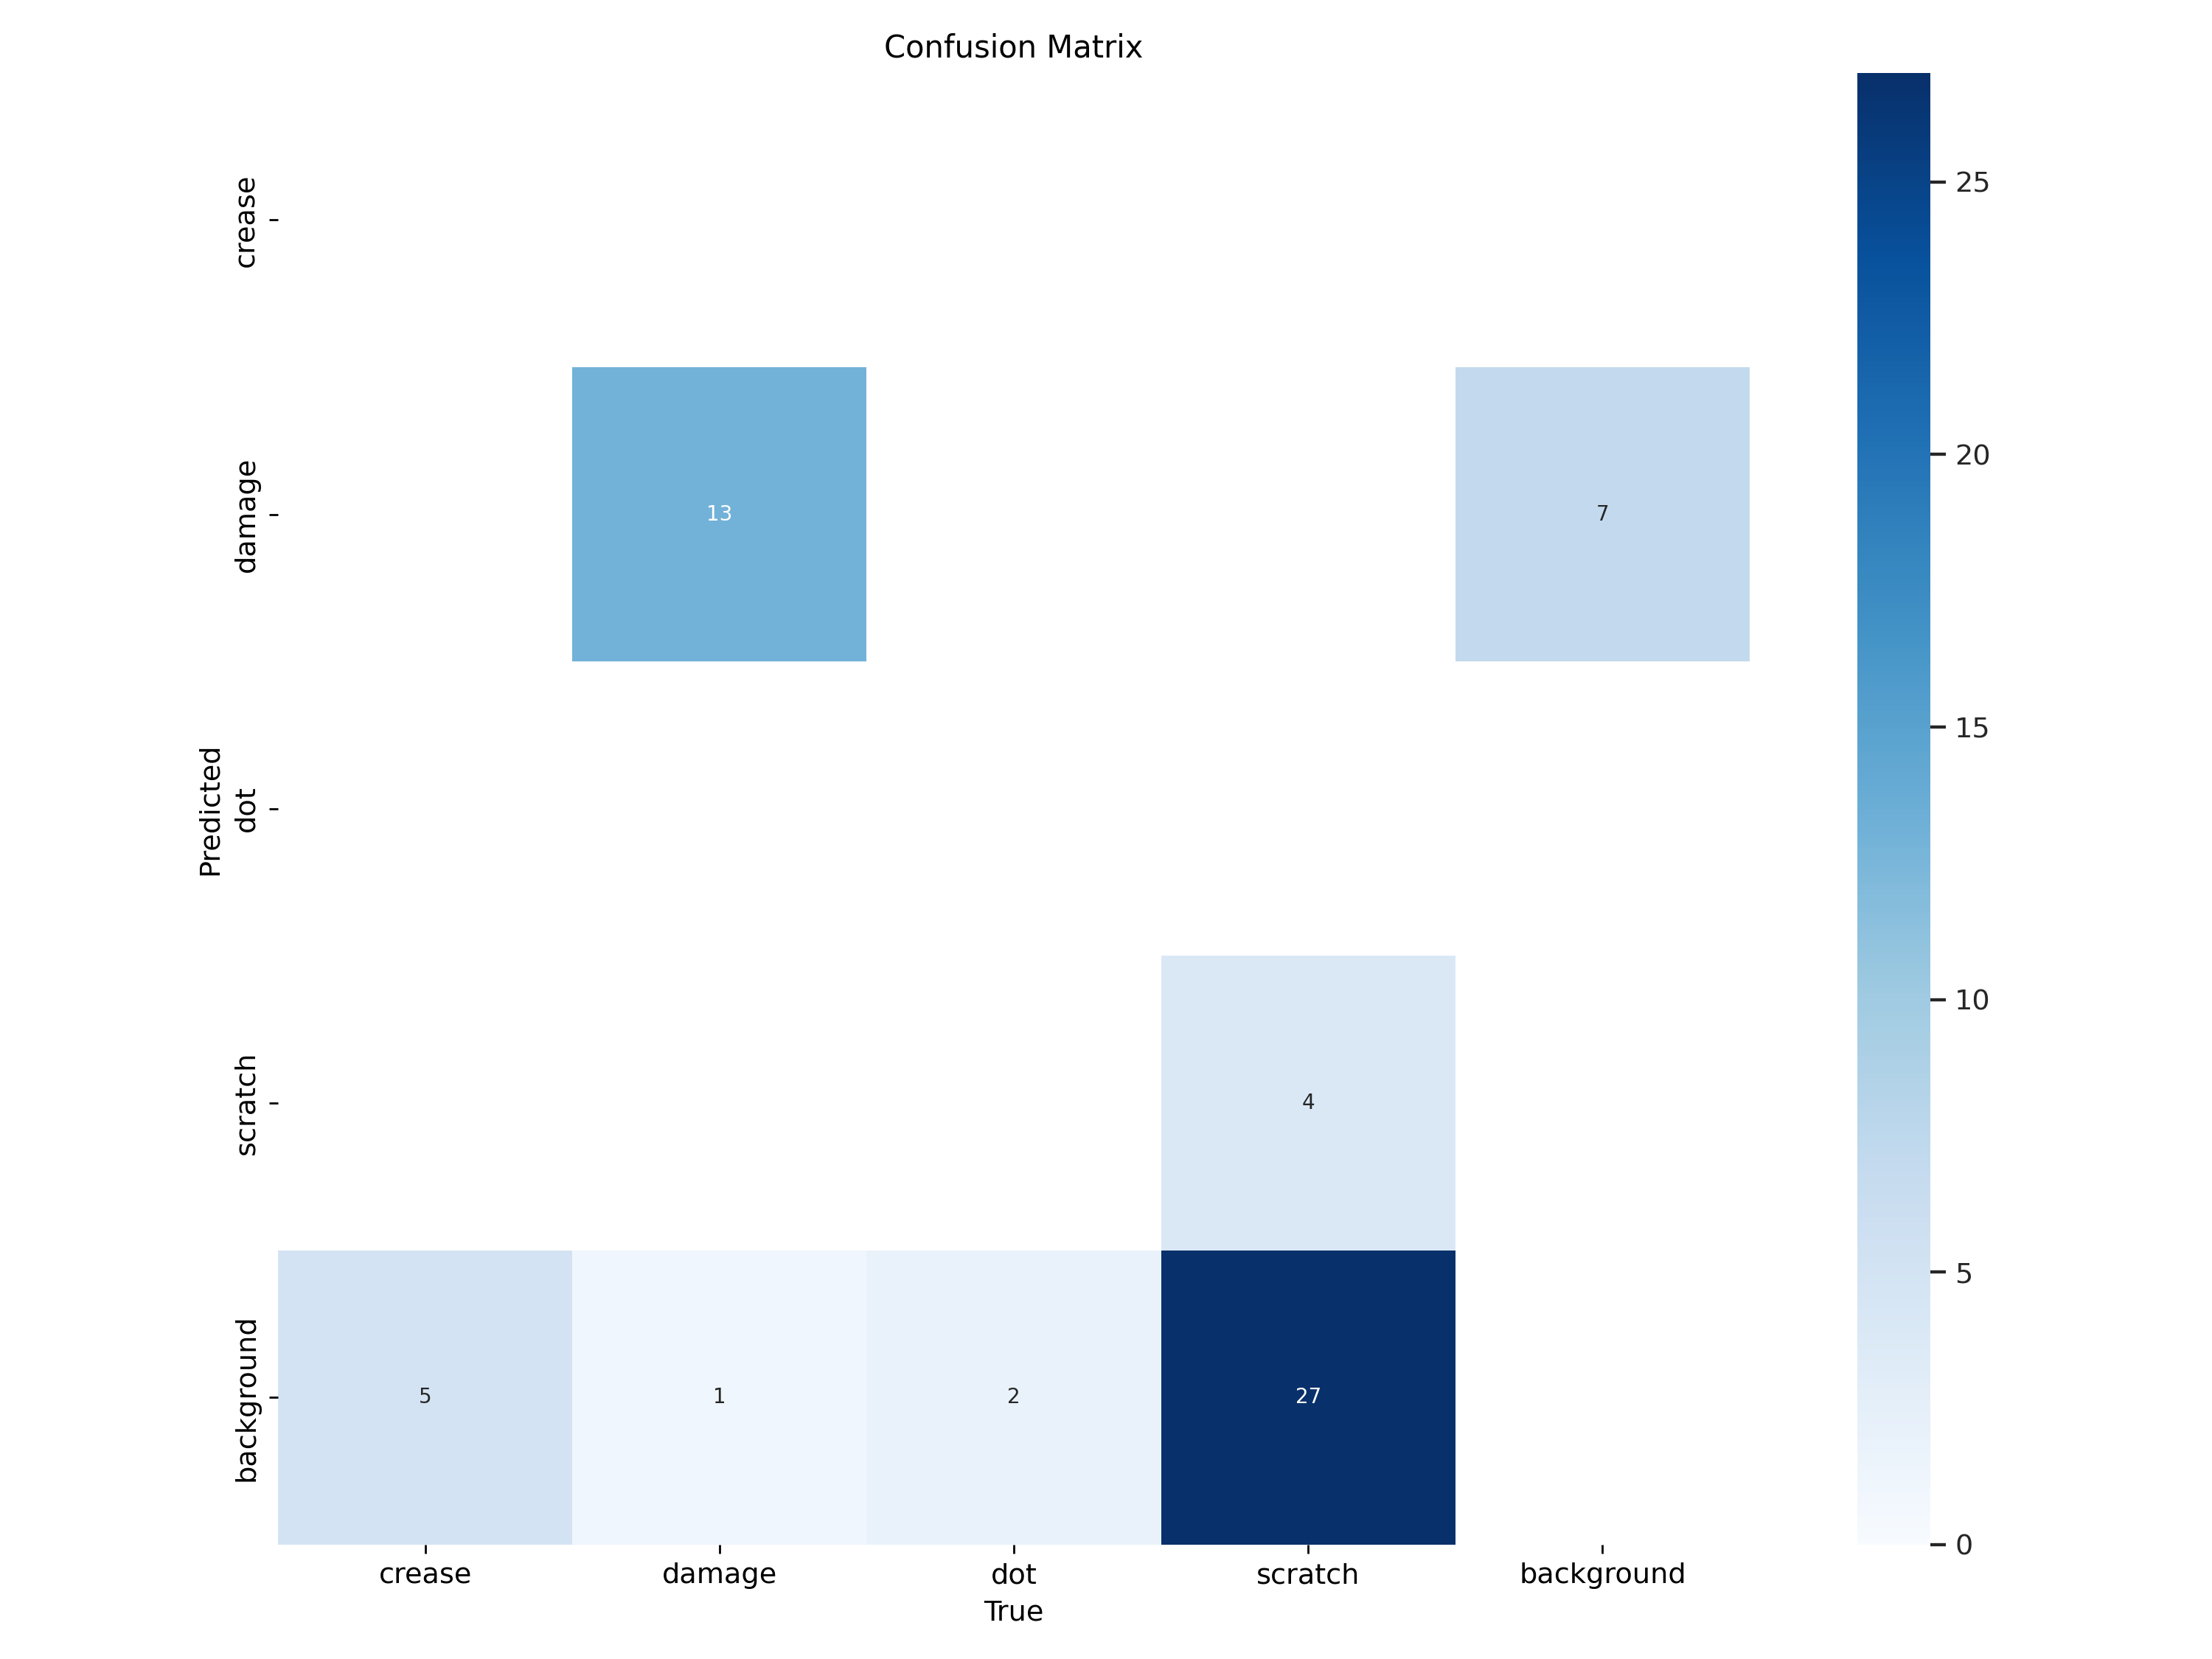 Confusion Matrix
crease
damage
dot
scratch
background
Predicted
13
7
4
5
1
2
27
crease
damage
dot
scratch
background
True
25
20
15
10
5
0